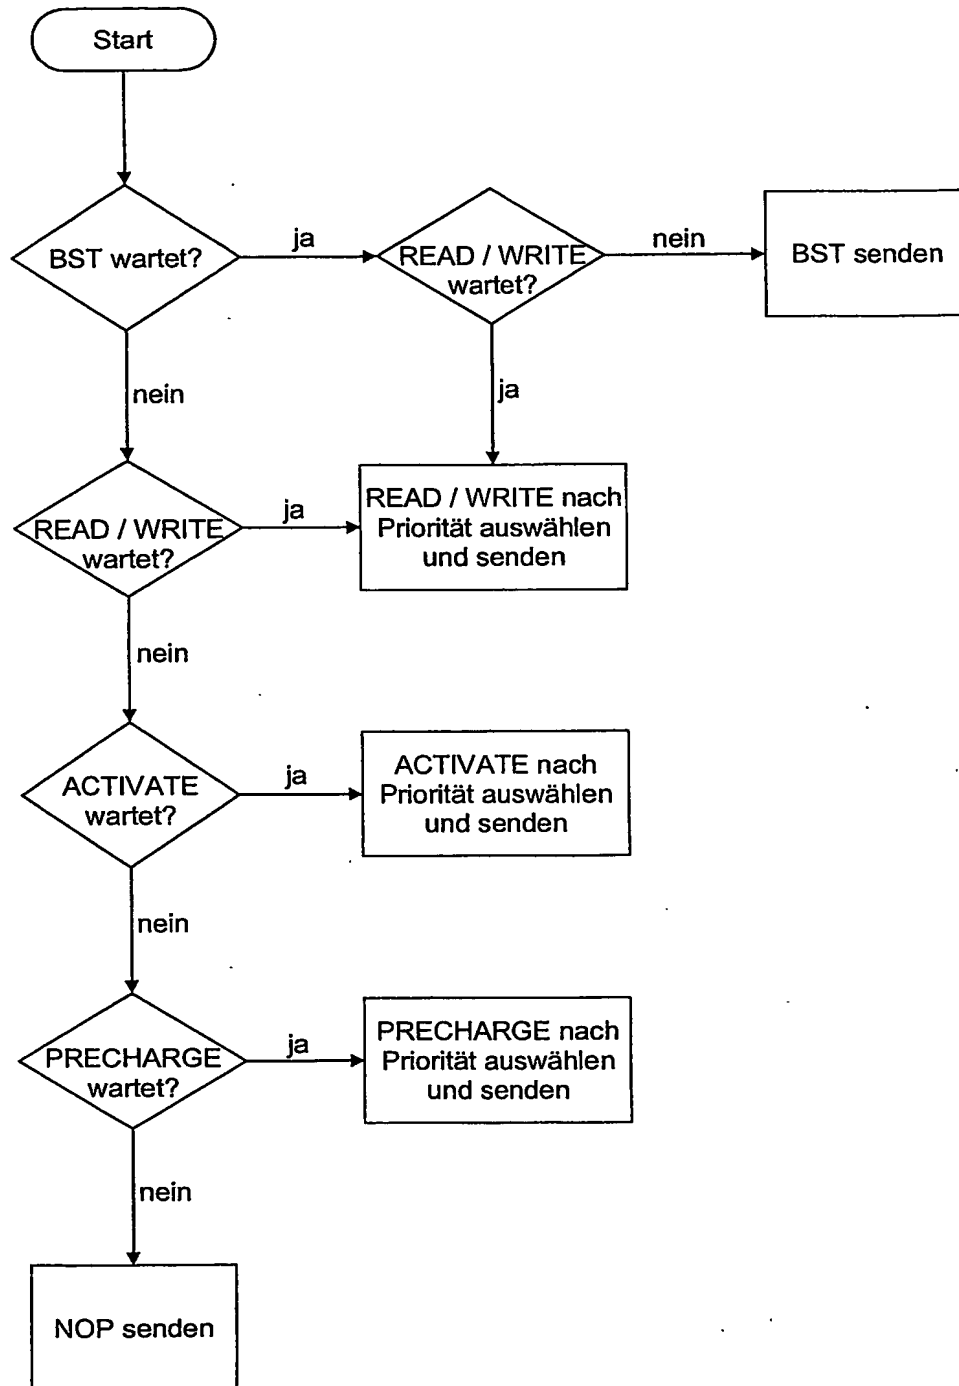 Start
BST wartet?
ja
READ / WRITE
wartet?
nein
BST senden
nein
ja
READ / WRITE
wartet?
ja
READ / WRITE nach
Priorität auswählen
und senden
nein
ACTIVATE
wartet?
ja
ACTIVATE nach
Priorität auswählen
und senden
nein
PRECHARGE
wartet?
ja
PRECHARGE nach
Priorität auswählen
und senden
nein
NOP senden